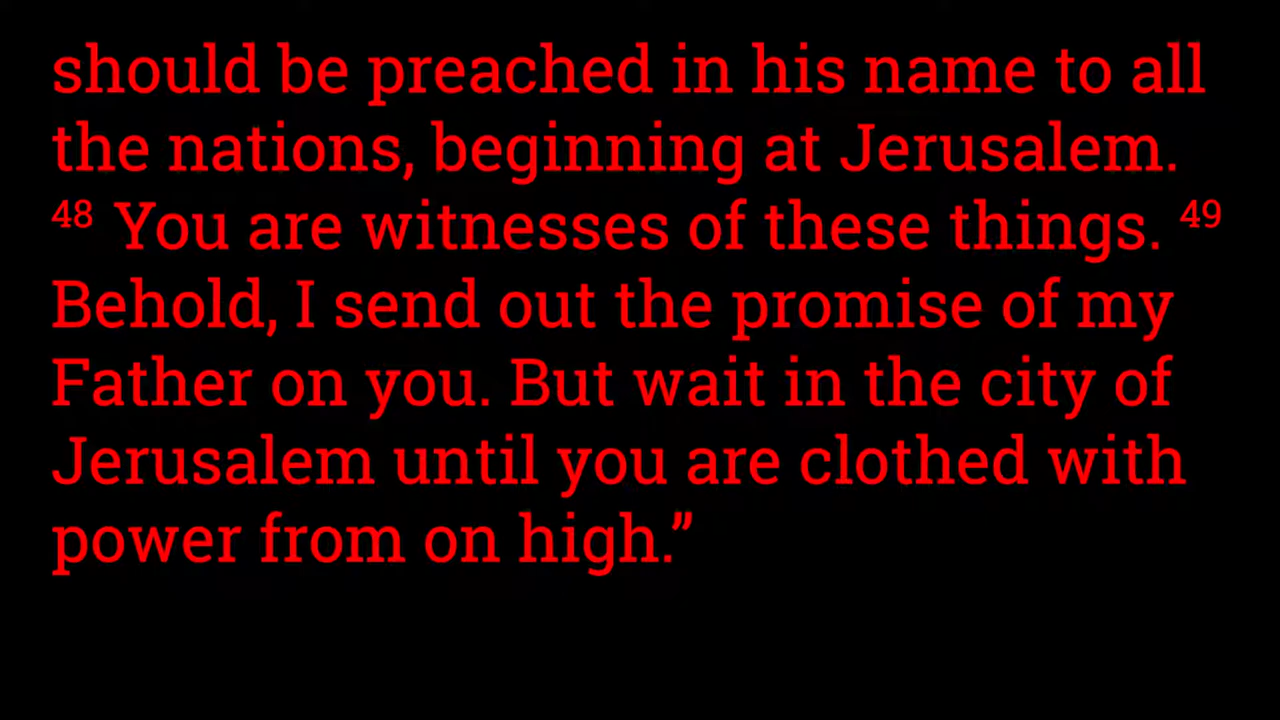 should be preached in his name to all
the nations, beginning at Jerusalem.
48 You are witnesses of these things. 49
Behold, I send out the promise of my
Father on you. But wait in the city of
Jerusalem until you are clothed with
power from on high.”